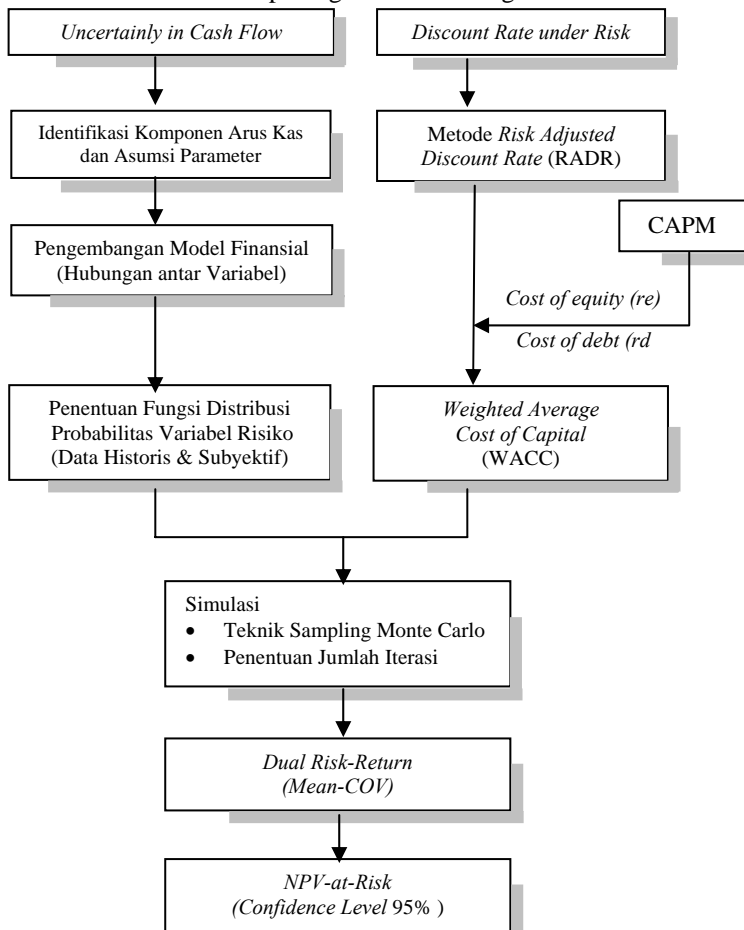 Uncertainly in Cash Flow
Discount Rate under Risk
Identifikasi Komponen Arus Kas
dan Asumsi Parameter
Metode Risk Adjusted
Discount Rate (RADR)
CAPM
Pengembangan Model Finansial
(Hubungan antar Variabel)
Cost of equity (re)
Cost of debt (rd
Penentuan Fungsi Distribusi
Probabilitas Variabel Risiko
(Data Historis & Subyektif)
Weighted Average
Cost of Capital
(WACC)
Simulasi
• Teknik Sampling Monte Carlo
• Penentuan Jumlah Iterasi
Dual Risk-Return
(Mean-COV)
NPV-at-Risk
(Confidence Level 95% )